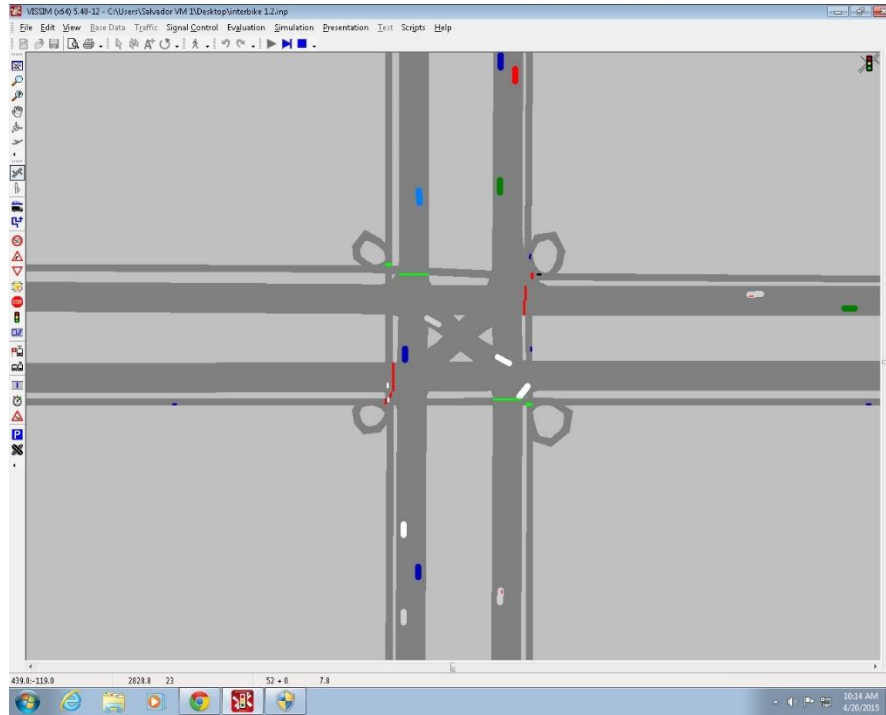 VISSIM (x64) 5.40-12 - C:\Users\Salvador VM 1\Desktop\interbike 1.2.inp
File Edit View Base Data Traffic Signal Control Evaluation Simulation Presentation Test Scripts Help
STOP
P
439.0:-119.0 2828.8 23 52 + 0 7.8
10:14 AM
4/20/2015